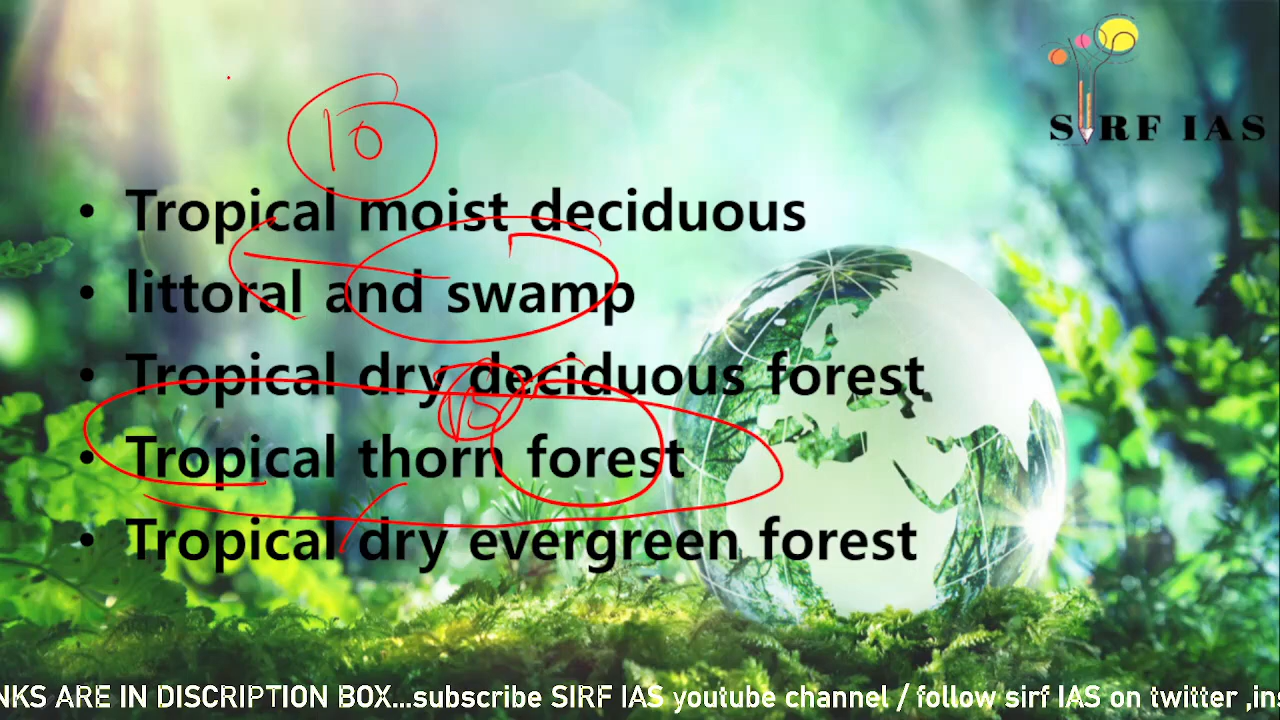 SIRF IAS
10
• Tropical moist deciduous
• littoral and swamp
• Tropical dry deciduous forest
15
• Tropical thorn forest
• Tropical dry evergreen forest
NKS ARE IN DISCRIPTION BOX...subscribe SIRF IAS youtube channel / follow sirf IAS on twitter ,ins